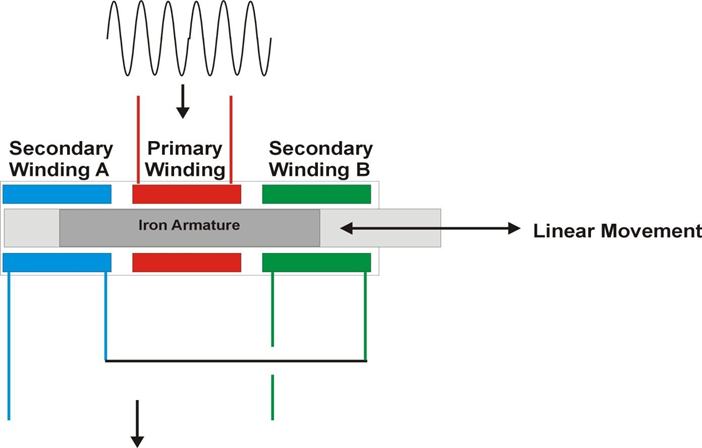 Secondary
Winding A
Primary
Winding
Secondary
Winding B
Iron Armature
Linear Movement